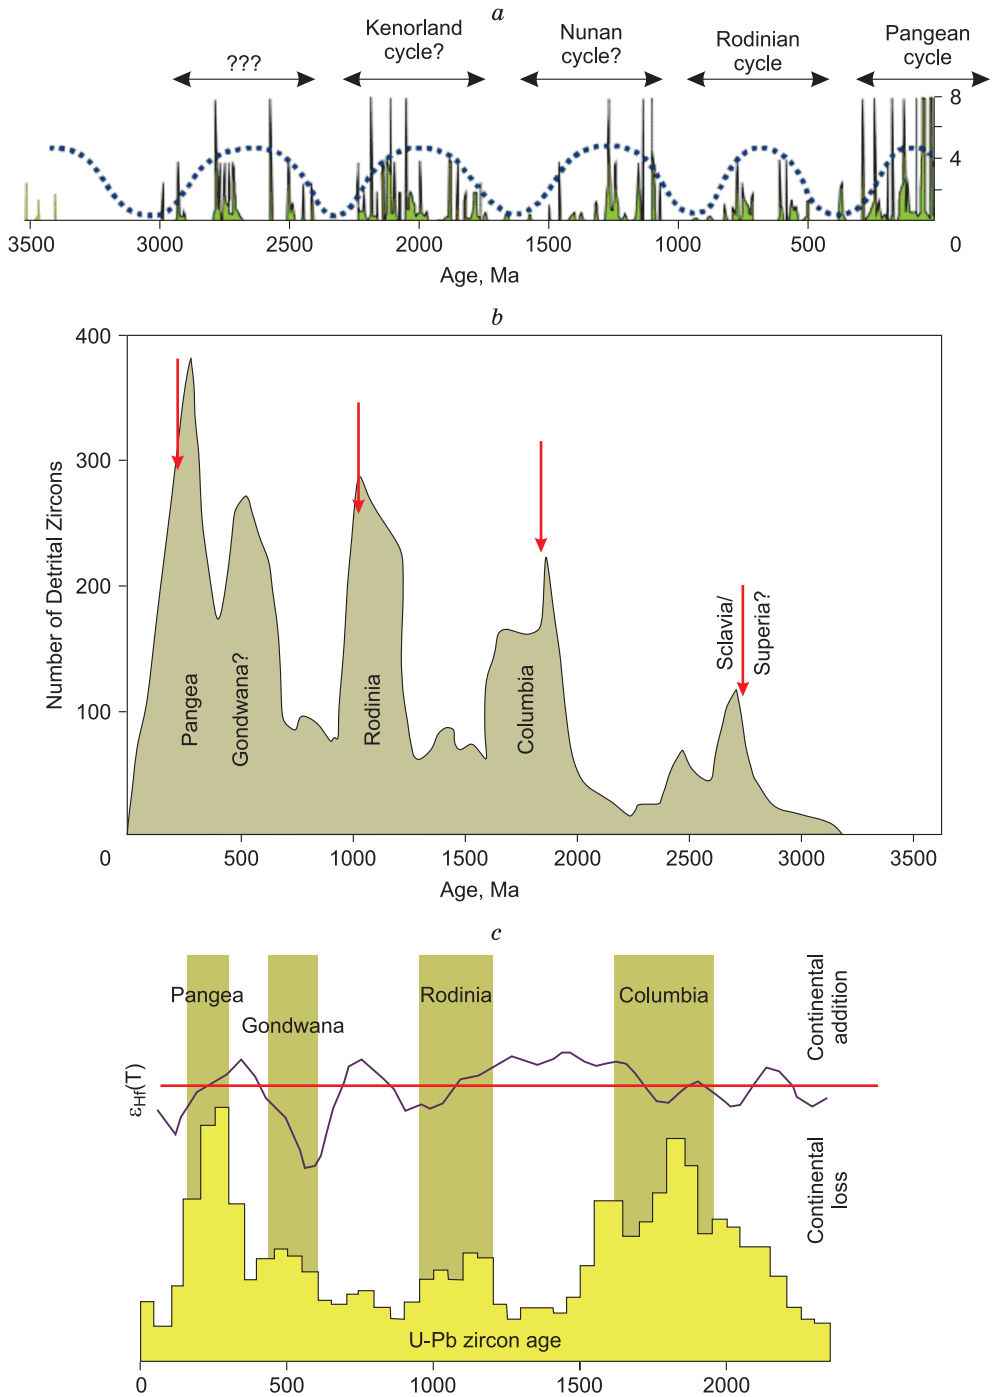 a
???
Kenorland
cycle?
Nunan
cycle?
Rodinian
cycle
Pangean
cycle
8
4
3500 3000 2500 2000 1500 1000 500 0
Age, Ma
b
400
300
200
100
Number of Detrital Zircons
Pangea
Gondwana?
Rodinia
Columbia
Sclavia/
Superia?
0 500 1000 1500 2000 2500 3000 3500
Age, Ma
c
Pangea
Gondwana
Rodinia
Columbia
Continental
addition
εHf(T)
Continental
loss
U-Pb zircon age
0 500 1000 1500 2000